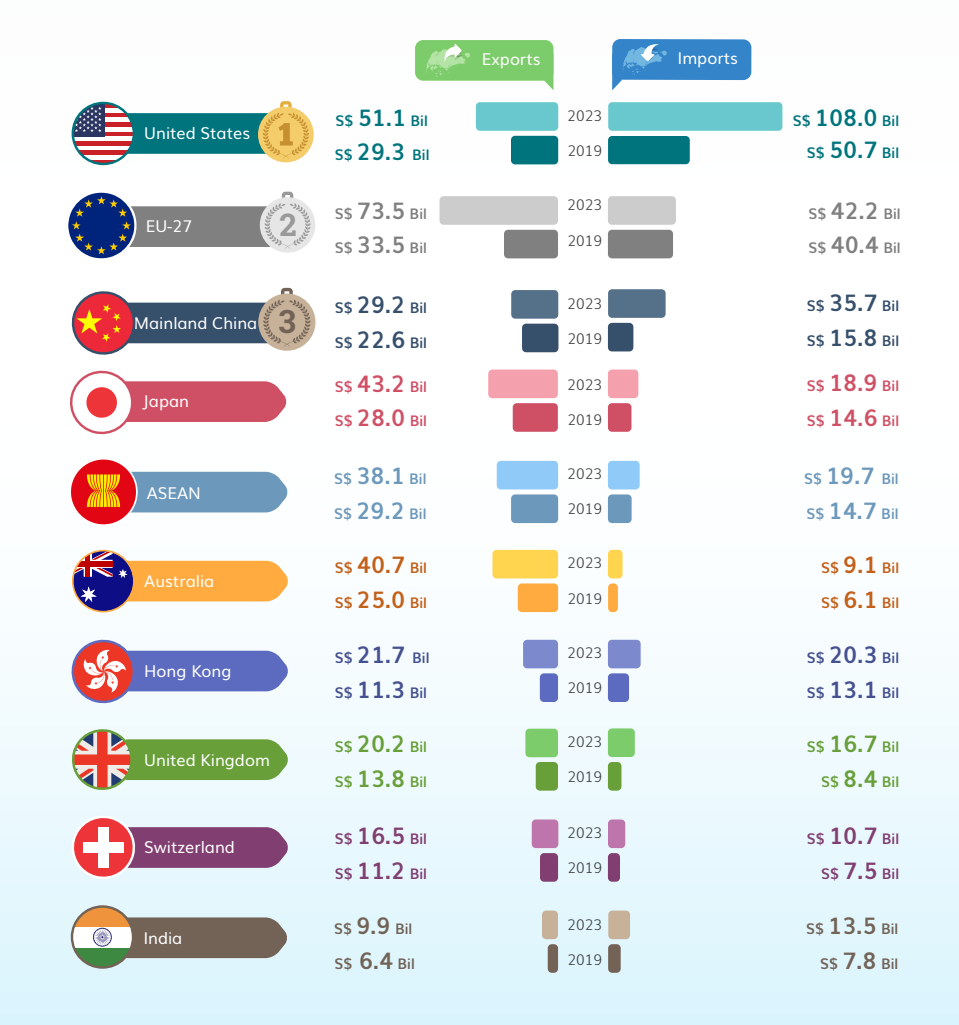 Exports
Imports
United States
1
S$ 51.1 Bil
2023
S$ 108.0 Bil
S$ 29.3 Bil
2019
S$ 50.7 Bil
EU-27
2
S$ 73.5 Bil
2023
S$ 42.2 Bil
S$ 33.5 Bil
2019
S$ 40.4 Bil
Mainland China
3
S$ 29.2 Bil
2023
S$ 35.7 Bil
S$ 22.6 Bil
2019
S$ 15.8 Bil
Japan
S$ 43.2 Bil
2023
S$ 18.9 Bil
S$ 28.0 Bil
2019
S$ 14.6 Bil
ASEAN
S$ 38.1 Bil
2023
S$ 19.7 Bil
S$ 29.2 Bil
2019
S$ 14.7 Bil
Australia
S$ 40.7 Bil
2023
S$ 9.1 Bil
S$ 25.0 Bil
2019
S$ 6.1 Bil
Hong Kong
S$ 21.7 Bil
2023
S$ 20.3 Bil
S$ 11.3 Bil
2019
S$ 13.1 Bil
United Kingdom
S$ 20.2 Bil
2023
S$ 16.7 Bil
S$ 13.8 Bil
2019
S$ 8.4 Bil
Switzerland
S$ 16.5 Bil
2023
S$ 10.7 Bil
S$ 11.2 Bil
2019
S$ 7.5 Bil
India
S$ 9.9 Bil
2023
S$ 13.5 Bil
S$ 6.4 Bil
2019
S$ 7.8 Bil